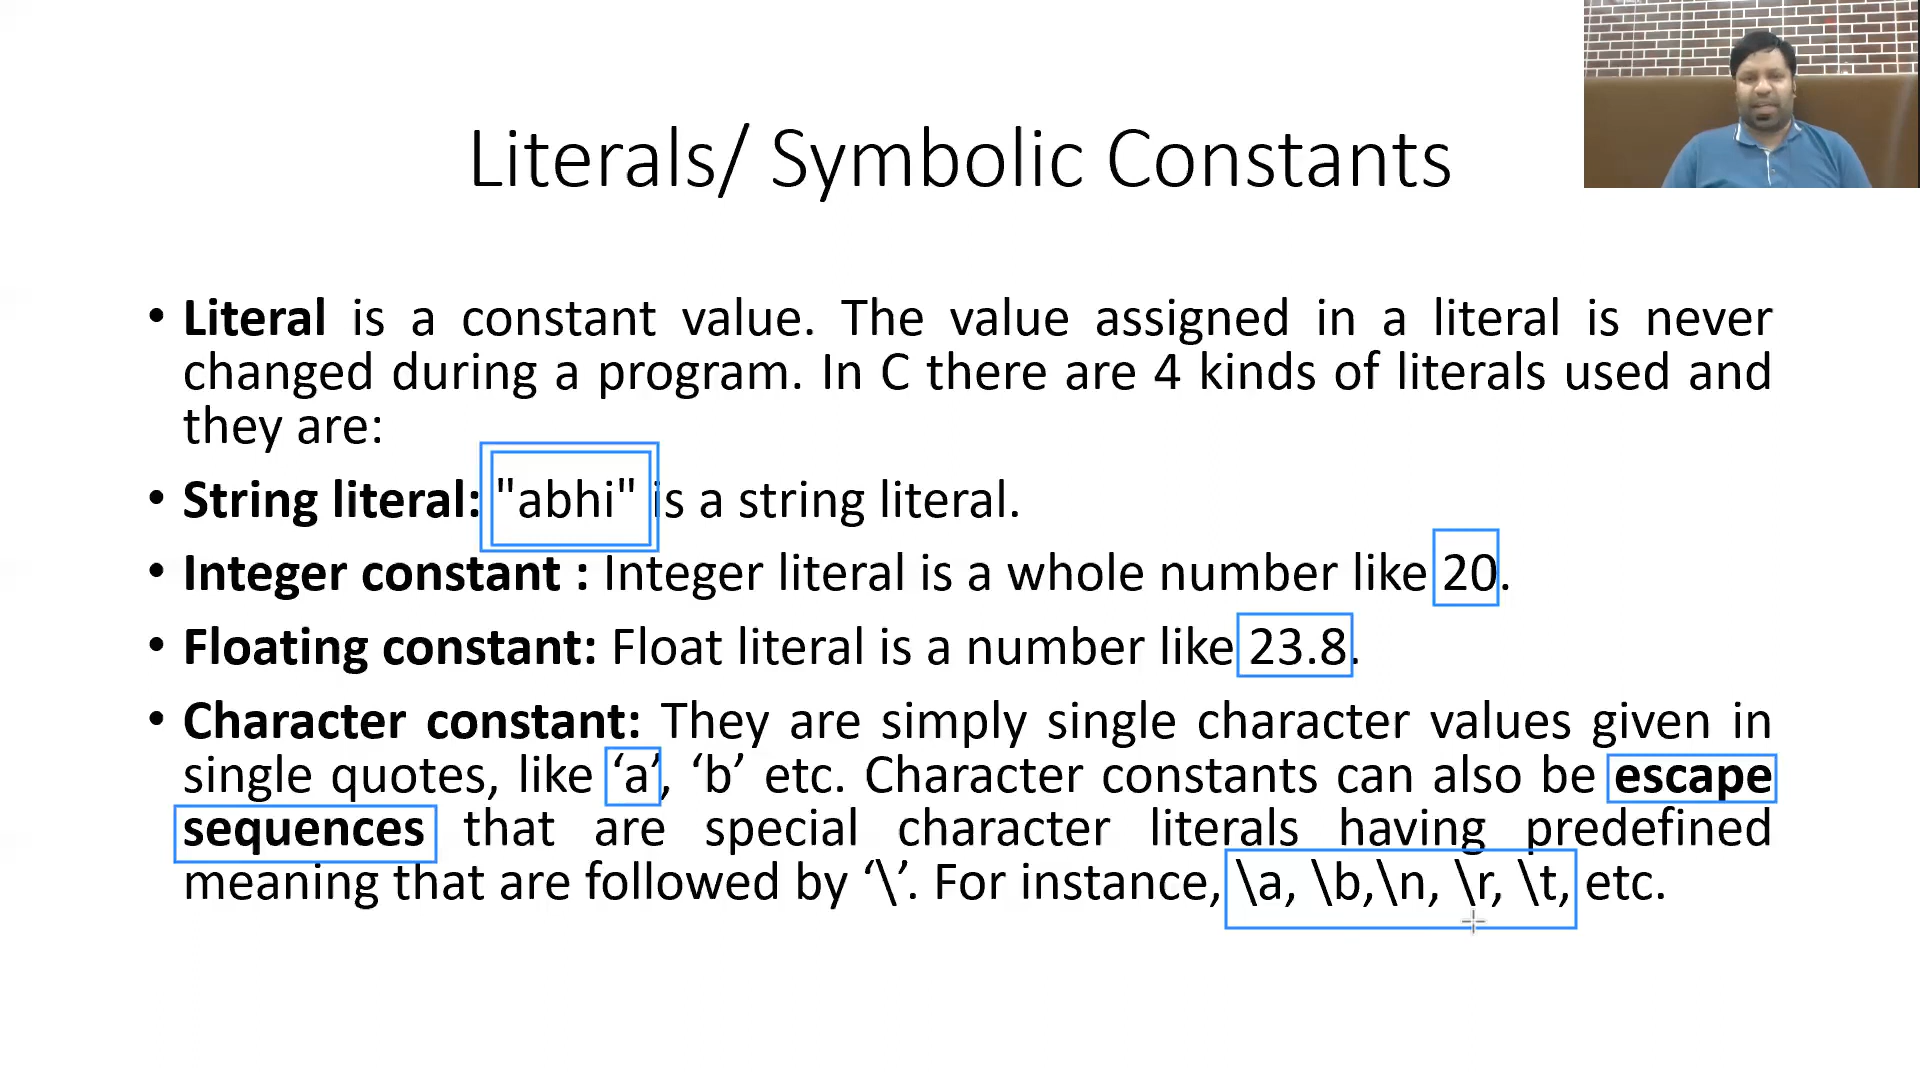 Literals/ Symbolic Constants
• Literal is a constant value. The value assigned in a literal is never
changed during a program. In C there are 4 kinds of literals used and
they are:
• String literal: "abhi" is a string literal.
• Integer constant : Integer literal is a whole number like 20.
• Floating constant: Float literal is a number like 23.8.
• Character constant: They are simply single character values given in
single quotes, like ‘a’, ‘b’ etc. Character constants can also be escape
sequences that are special character literals having predefined
meaning that are followed by ‘\’. For instance, \a, \b,\n, \r, \t, etc.